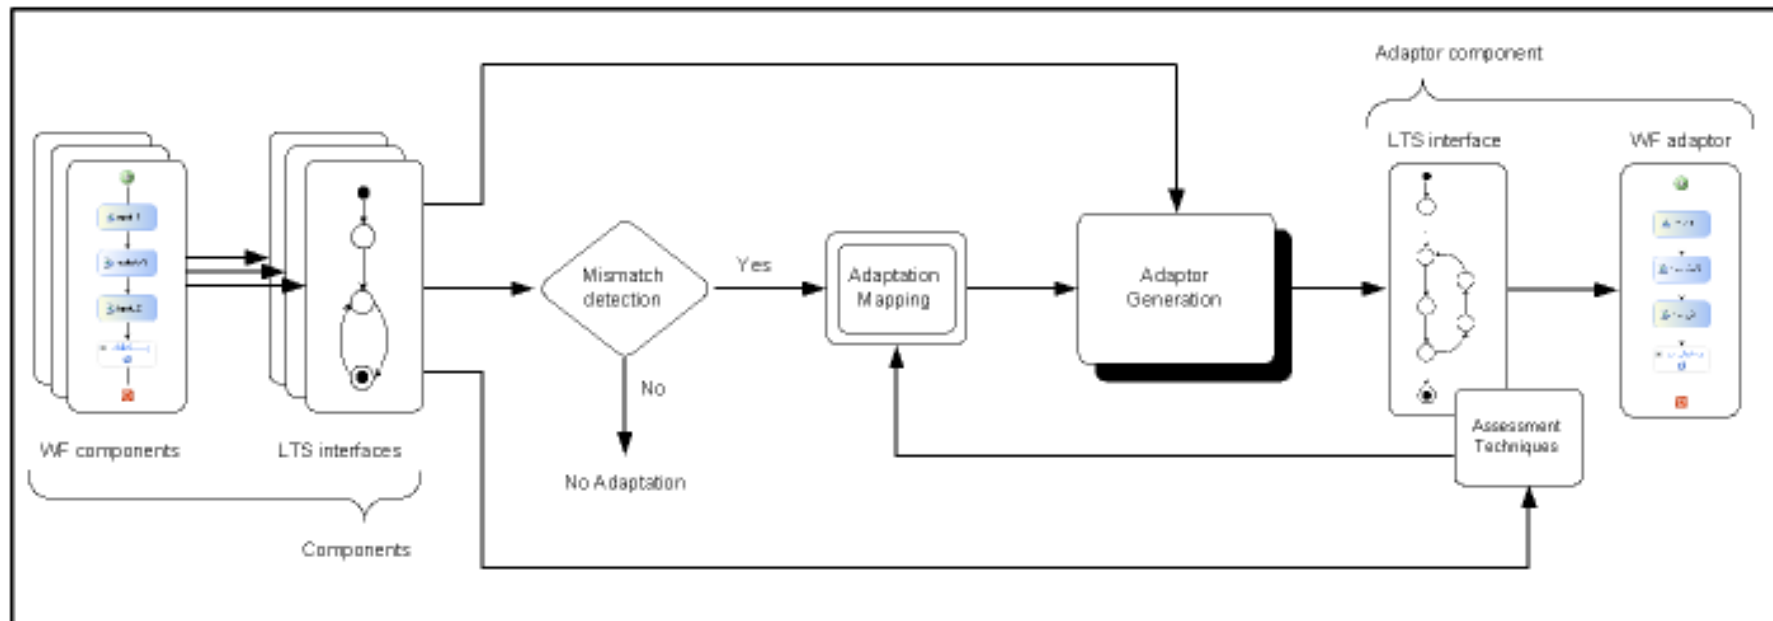 Adaptor component
LTS interface
WF adaptor
Mismatch
detection
Yes
No
No Adaptation
Adaptation
Mapping
Adaptor
Generation
Assessment
Techniques
WF components
LTS interfaces
Components